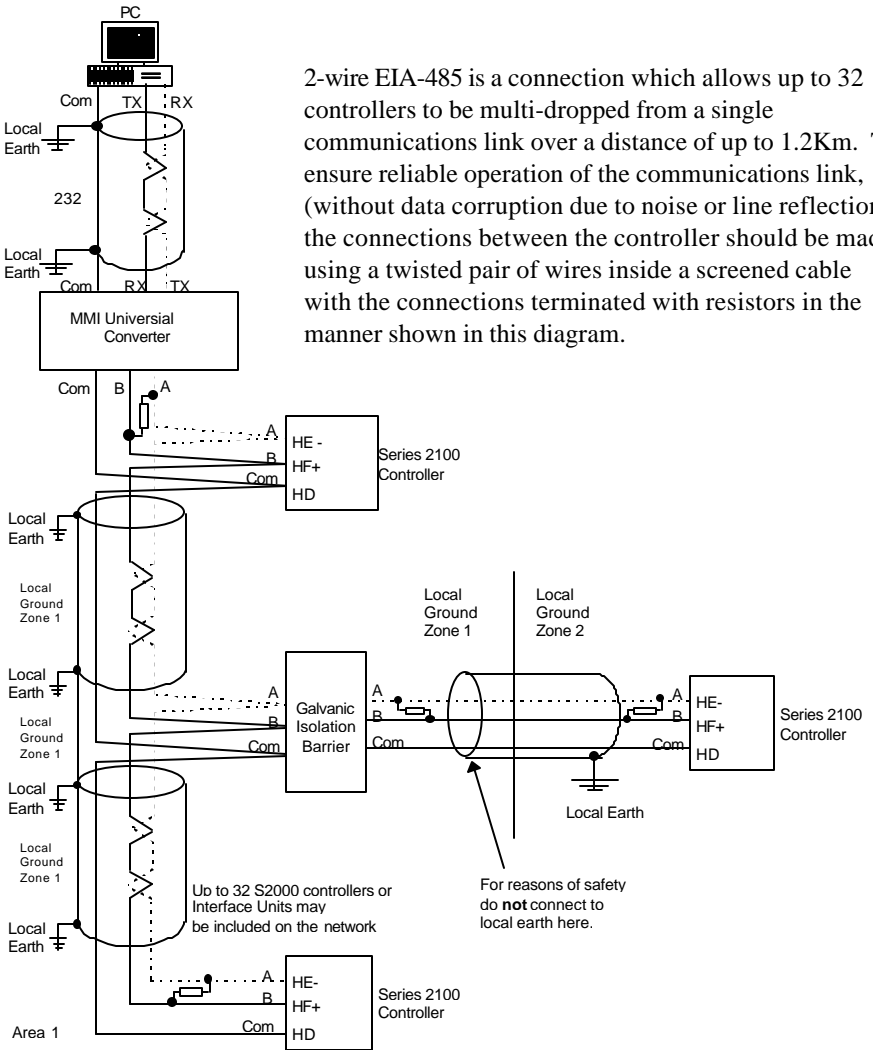 PC
Com TX RX
Local
Earth
232
Local
Earth
Com RX TX
MMI Universial
Converter
2-wire EIA-485 is a connection which allows up to 32
controllers to be multi-dropped from a single
communications link over a distance of up to 1.2Km.
ensure reliable operation of the communications link,
(without data corruption due to noise or line reflection
the connections between the controller should be
using a twisted pair of wires inside a screened cable
with the connections terminated with resistors in the
manner shown in this diagram.
Com B A
A HE -
B HF+
Com HD
Series 2100
Controller
Local
Earth
Local
Ground
Zone 1
Local
Earth
Local
Ground
Zone 1
A
B
Com
Galvanic
Isolation
Barrier
A
B
Com
Local
Ground
Zone 1
Local
Ground
Zone 2
A HE-
B HF+
Com HD
Series 2100
Controller
Local Earth
For reasons of safety
do not connect to
local earth here.
Local
Earth
Local
Ground
Zone 1
Local
Earth
Up to 32 S2000 controllers or
Interface Units may
be included on the network
A HE-
B HF+
Com HD
Series 2100
Controller
Area 1